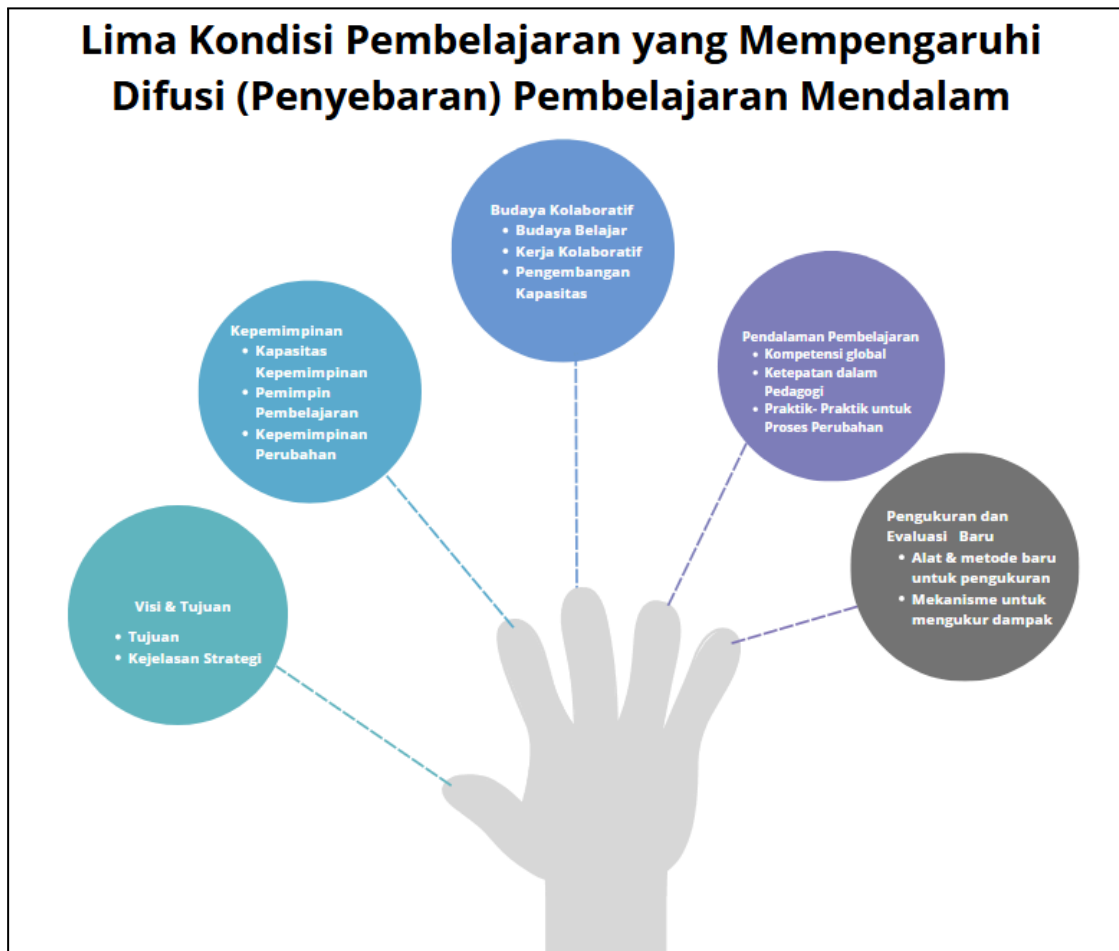 Lima Kondisi Pembelajaran yang Mempengaruhi
Difusi (Penyebaran) Pembelajaran Mendalam
Visi & Tujuan
• Tujuan
• Kejelasan Strategi
Kepemimpinan
• Kapasitas
Kepemimpinan
• Pemimpin
Pembelajaran
• Kepemimpinan
Perubahan
Budaya Kolaboratif
• Budaya Belajar
• Kerja Kolaboratif
• Pengembangan
Kapasitas
Pendalaman Pembelajaran
• Kompetensi global
• Ketepatan dalam
Pedagogi
• Praktik- Praktik untuk
Proses Perubahan
Pengukuran dan
Evaluasi Baru
• Alat & metode baru
untuk pengukuran
• Mekanisme untuk
mengukur dampak